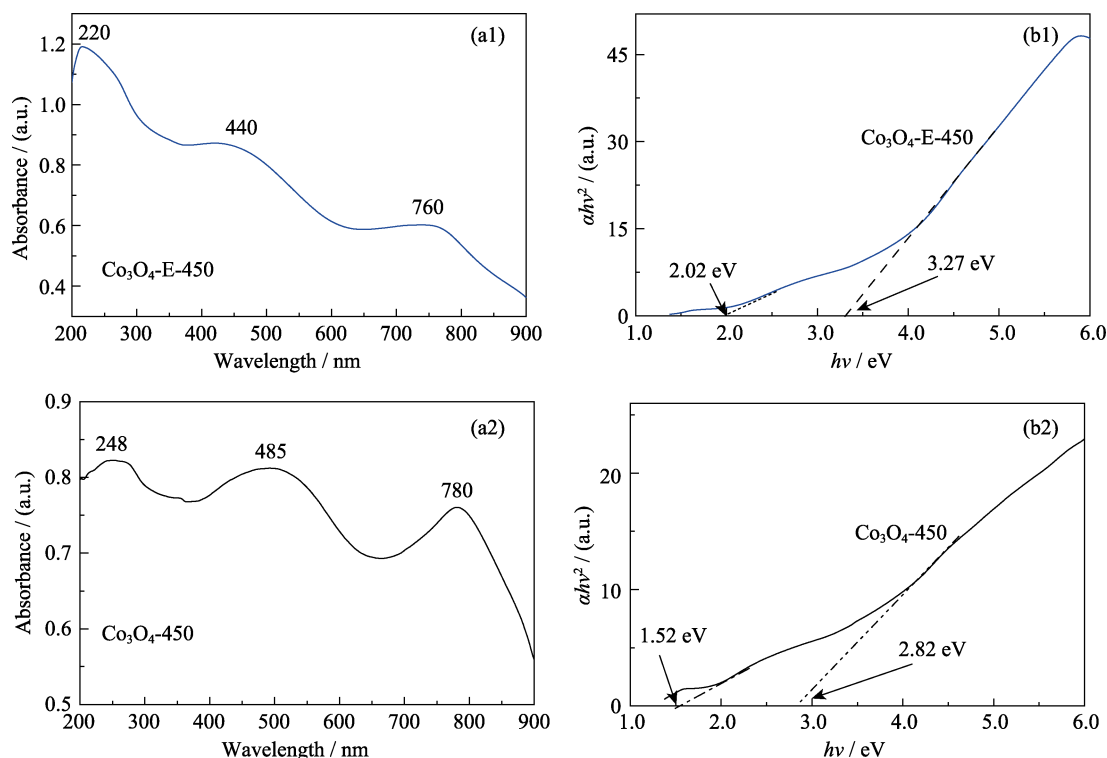 (a1)
220
440
760
Co₃O₄-E-450
1.2
1.0
0.8
0.6
0.4
200 300 400 500 600 700 800 900
Wavelength / nm
Absorbance / (a.u.)
(b1)
Co₃O₄-E-450
2.02 eV
3.27 eV
45
30
15
0
1.0 2.0 3.0 4.0 5.0 6.0
hν / eV
αhν² / (a.u.)
(a2)
248
485
780
Co₃O₄-450
0.9
0.8
0.7
0.6
0.5
200 300 400 500 600 700 800 900
Wavelength / nm
Absorbance / (a.u.)
(b2)
Co₃O₄-450
1.52 eV
2.82 eV
20
10
0
1.0 2.0 3.0 4.0 5.0 6.0
hν / eV
αhν² / (a.u.)